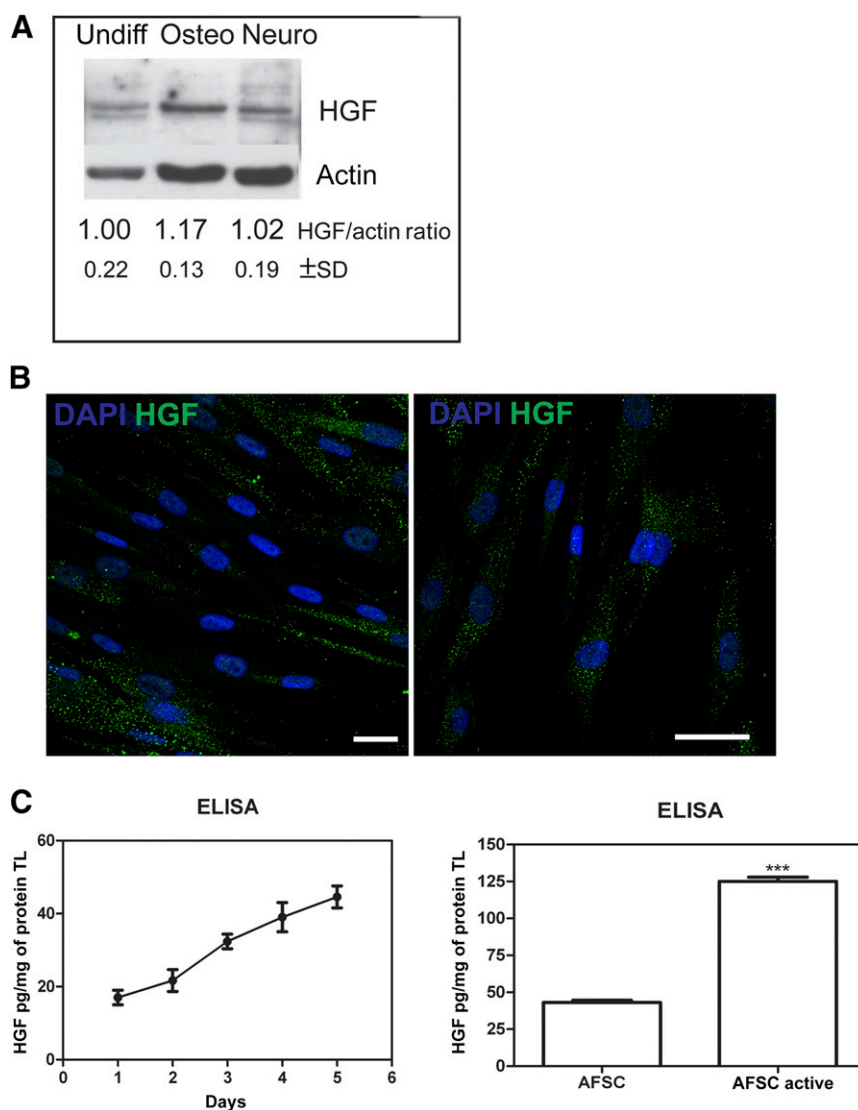 A
Undiff Osteo Neuro
HGF
Actin
1.00 1.17 1.02 HGF/actin ratio
0.22 0.13 0.19 ±SD
B
DAPI HGF
DAPI HGF
C
ELISA
HGF pg/mg of protein TL
60
40
20
0
0 1 2 3 4 5 6
Days
ELISA
HGF pg/mg of protein TL
150
125
100
75
50
25
0
***
AFSC AFSC active